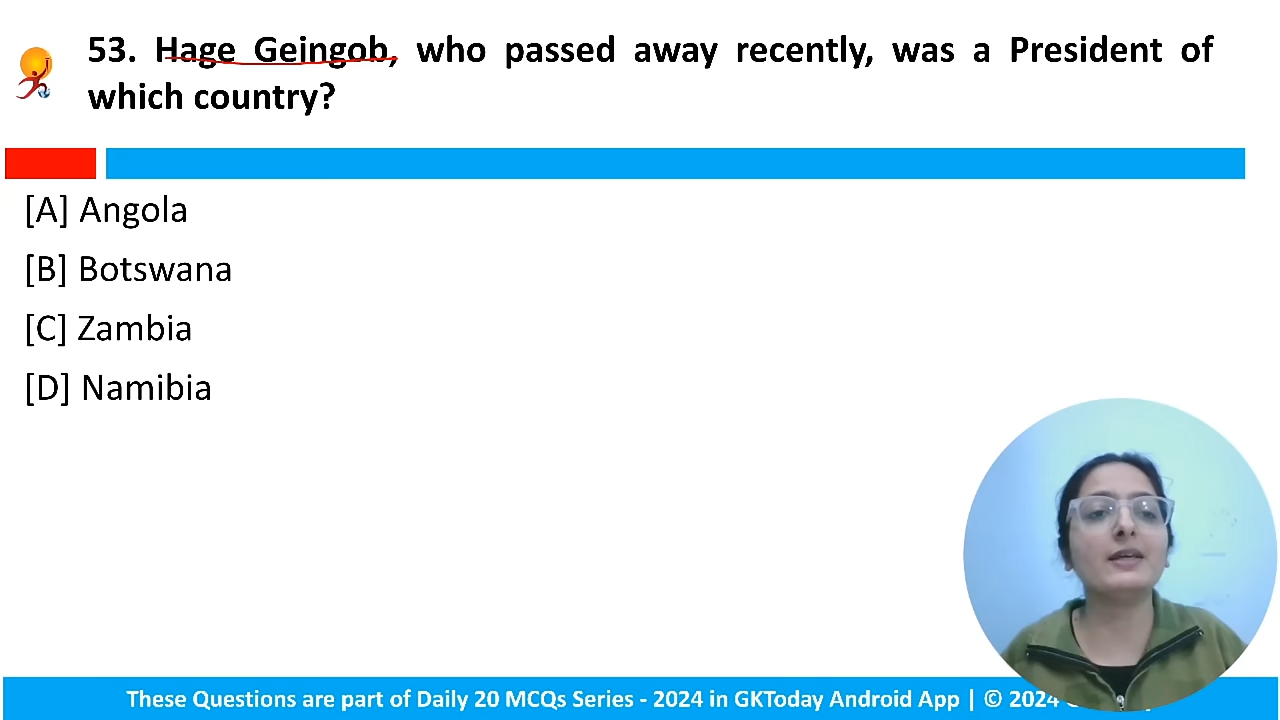 53. Hage Geingob, who passed away recently, was a President of
which country?
[A] Angola
[B] Botswana
[C] Zambia
[D] Namibia
These Questions are part of Daily 20 MCQs Series - 2024 in GKToday Android App | © 2024